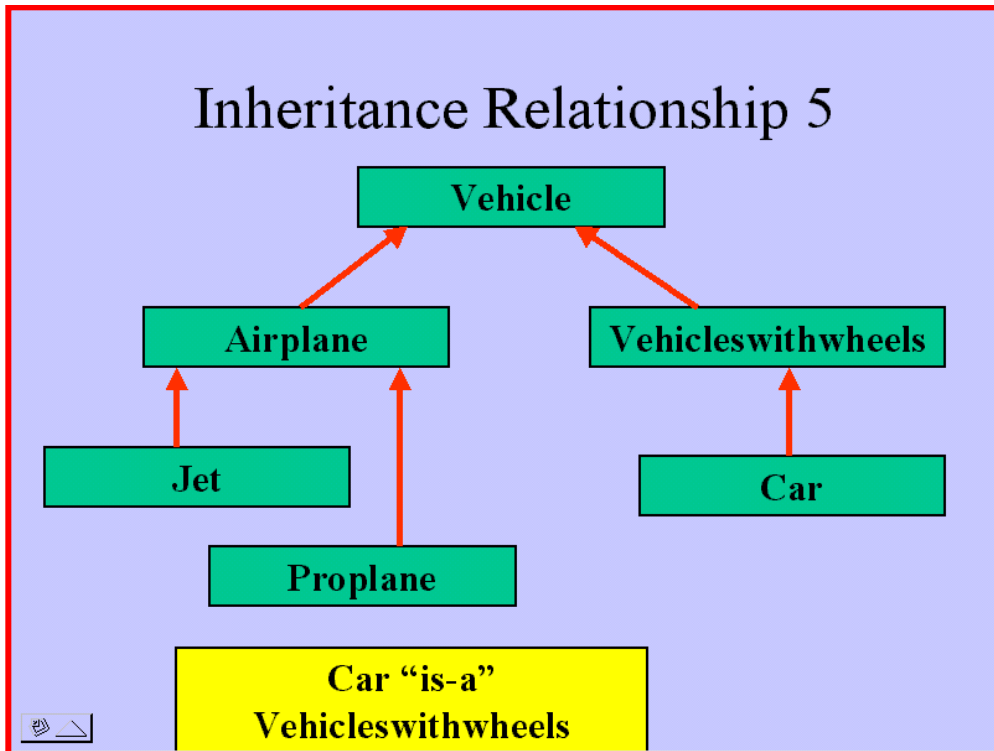 Inheritance Relationship 5
Vehicle
Airplane
Vehicleswithwheels
Jet
Car
Proplane
Car “is-a”
Vehicleswithwheels